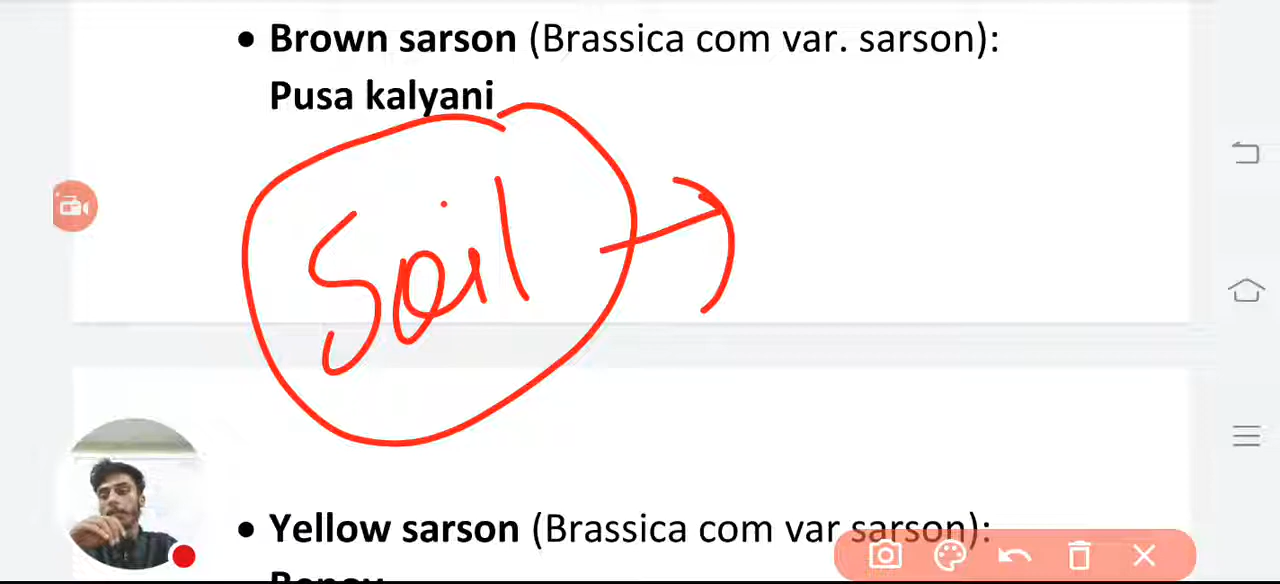 • Brown sarson (Brassica com var. sarson):
Pusa kalyani
Soil
• Yellow sarson (Brassica com var sarson):